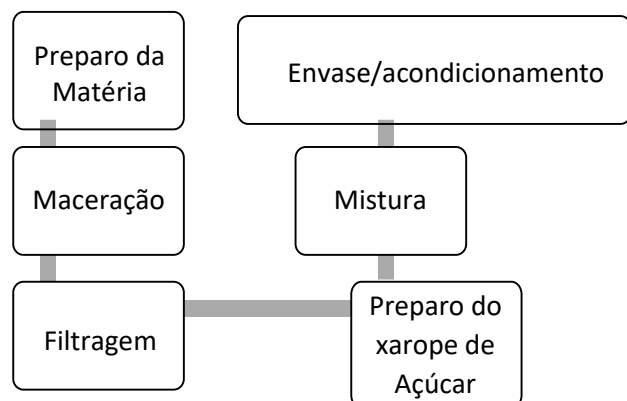 Preparo da
Matéria
Maceração
Filtragem
Preparo do
xarope de
Açúcar
Mistura
Envase/acondicionamento